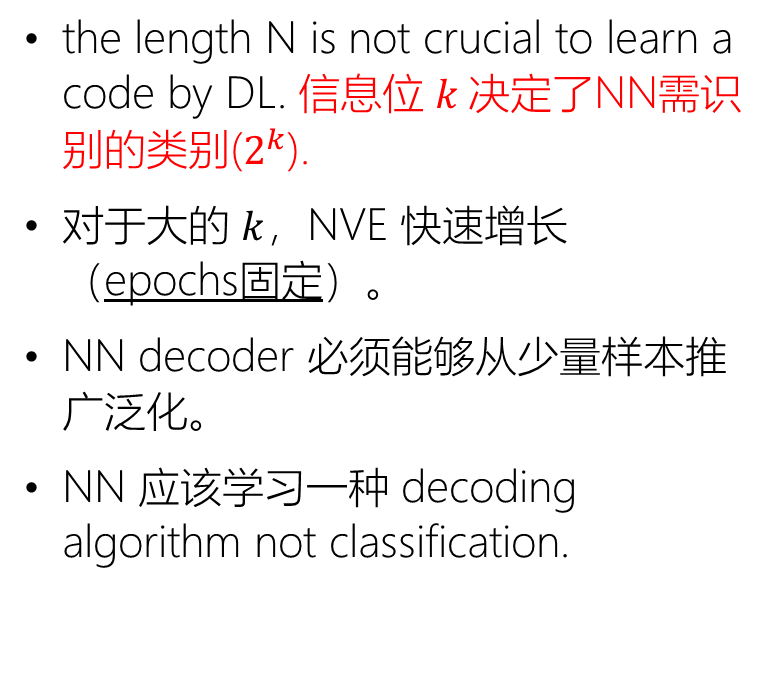 • the length N is not crucial to learn a
code by DL. 信息位 k 决定了NN需识
别的类别(2^k).
• 对于大的 k，NVE 快速增长
（epochs固定）。
• NN decoder 必须能够从少量样本推
广泛化。
• NN 应该学习一种 decoding
algorithm not classification.